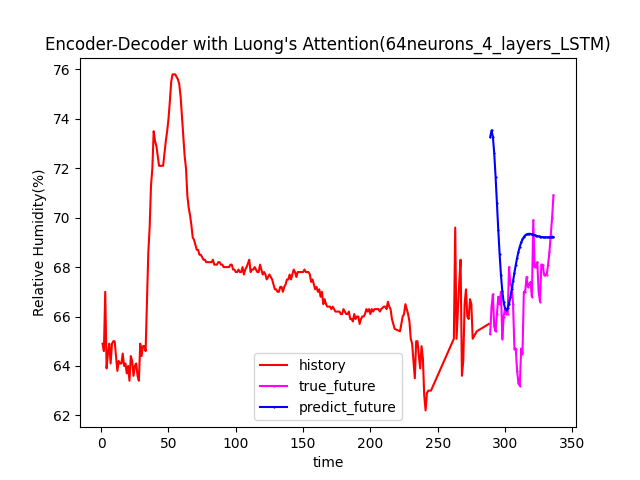 Encoder-Decoder with Luong's Attention(64neurons_4_layers_LSTM)
Relative Humidity(%)
76
74
72
70
68
66
64
62
history
true_future
predict_future
0 50 100 150 200 250 300 350
time